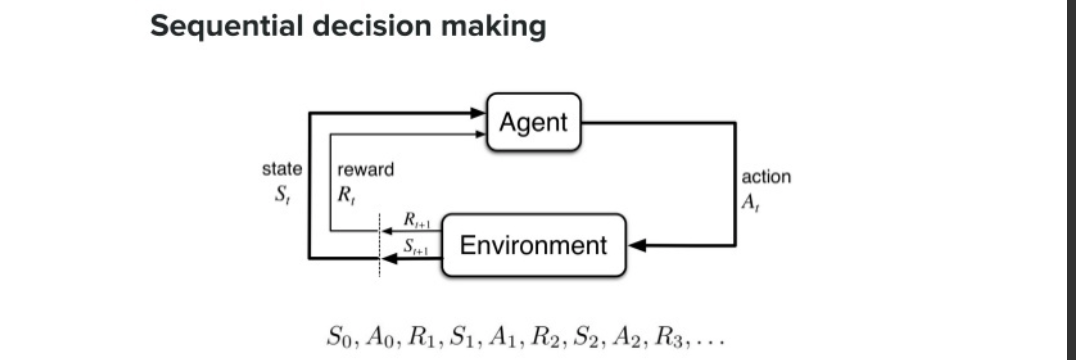 Sequential decision making
Agent
state
reward
action
S_t
R_t
A_t
R_{t+1}
S_{t+1}
Environment
S_0, A_0, R_1, S_1, A_1, R_2, S_2, A_2, R_3, ...